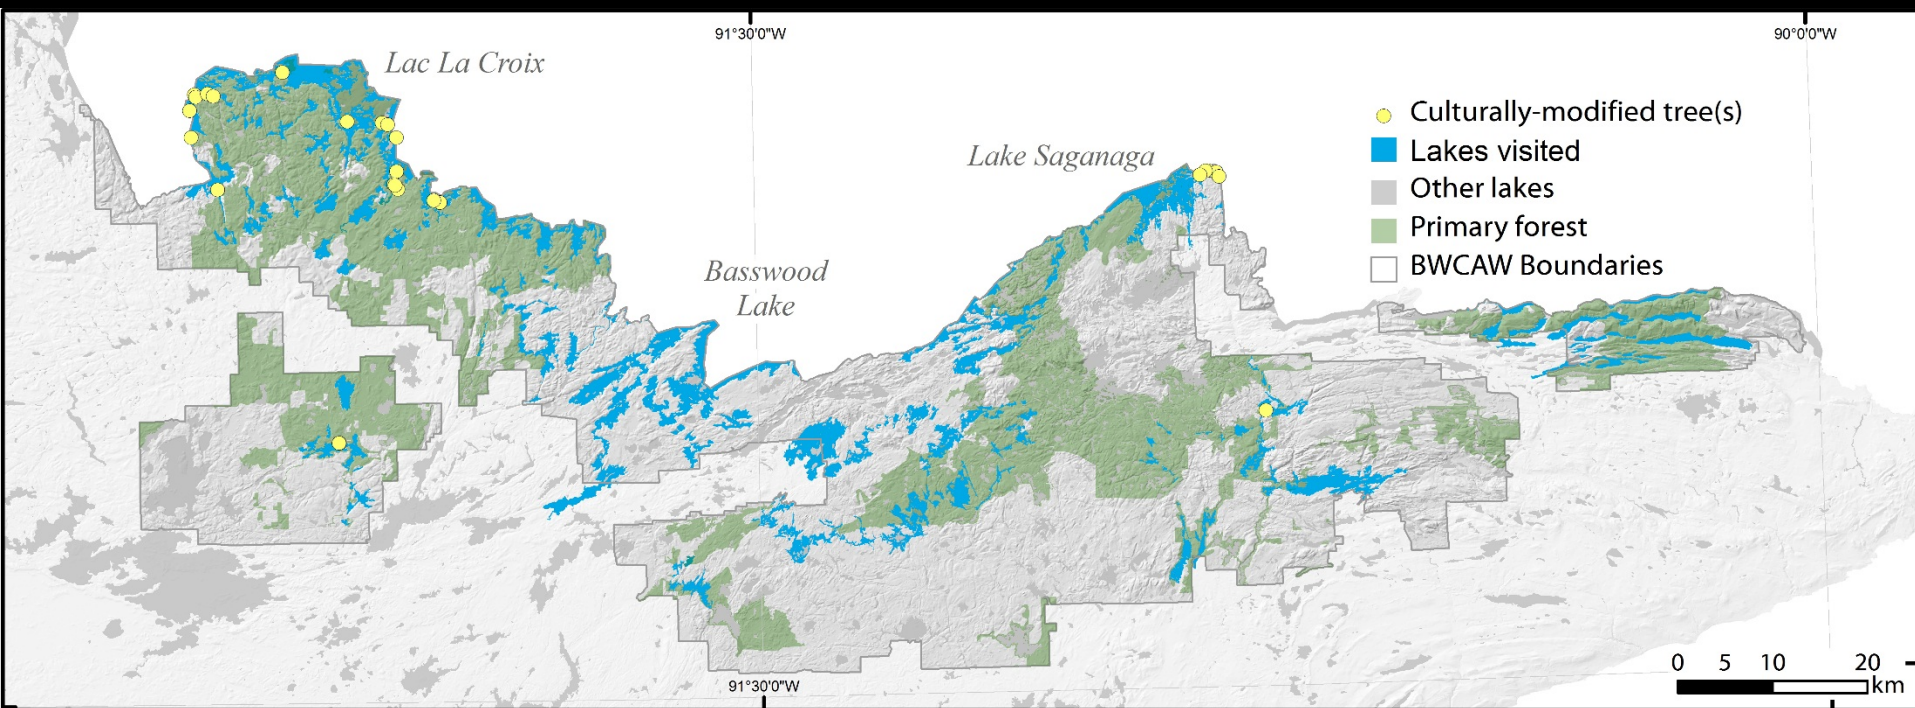 91°30'0"W
90°0'0"W
Lac La Croix
Culturally-modified tree(s)
Lakes visited
Lake Saganaga
Other lakes
Primary forest
BWCAW Boundaries
Basswood
Lake
0 5 10 20
km
91°30'0"W